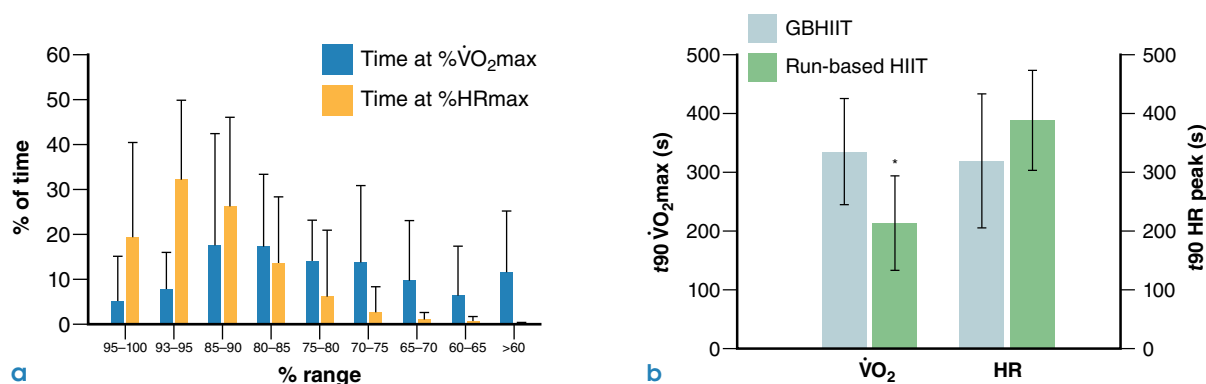 Time at %V̇O₂max
Time at %HRmax
60
50
40
30
20
10
0
% of time
95–100 93–95 85–90 80–85 75–80 70–75 65–70 60–65 >60
% range
a
GBHIIT
Run-based HIIT
500
400
300
200
100
0
t90 V̇O₂max (s)
*
500
400
300
200
100
0
t90 HR peak (s)
V̇O₂ HR
b